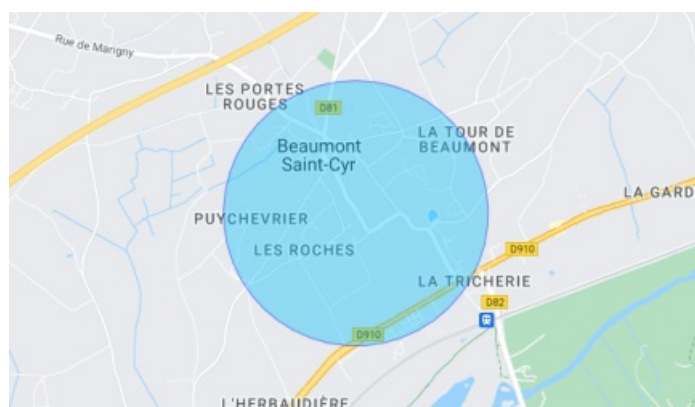 Rue de Marigny
LES PORTES
ROUGES
D81
Beaumont
Saint-Cyr
LA TOUR DE
BEAUMONT
LA GARD
PUYCHEVRIER
LES ROCHES
D910
LA TRICHERIE
D82
D910
L'HERBAUDIÈRE